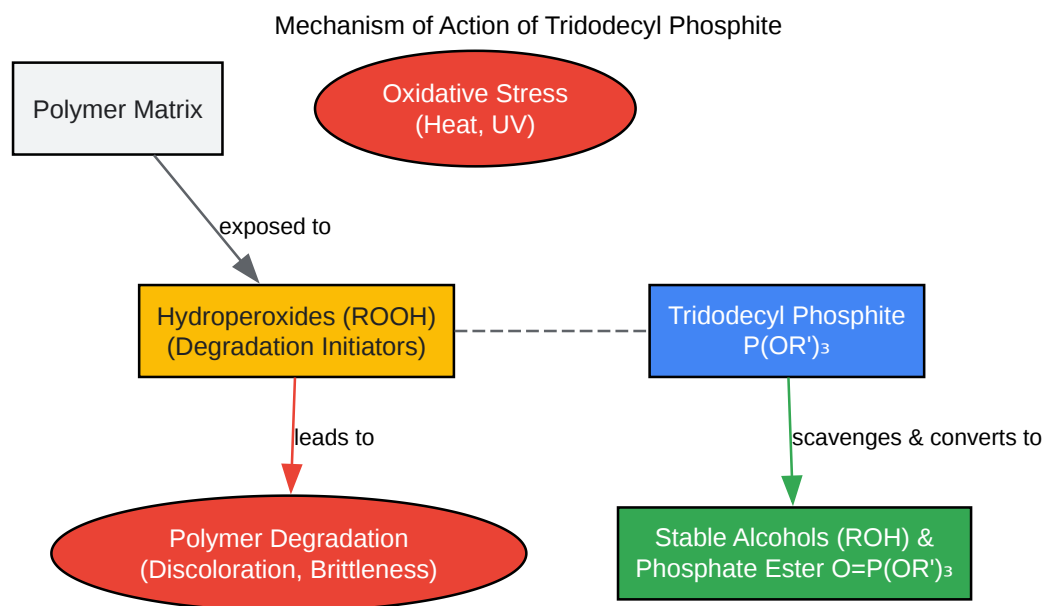 Mechanism of Action of Tridodecyl Phosphite
Polymer Matrix
Oxidative Stress
(Heat, UV)
exposed to
Hydroperoxides (ROOH)
(Degradation Initiators)
Tridodecyl Phosphite
P(OR')₃
leads to
scavenges & converts to
Polymer Degradation
(Discoloration, Brittleness)
Stable Alcohols (ROH) &
Phosphate Ester O=P(OR')₃